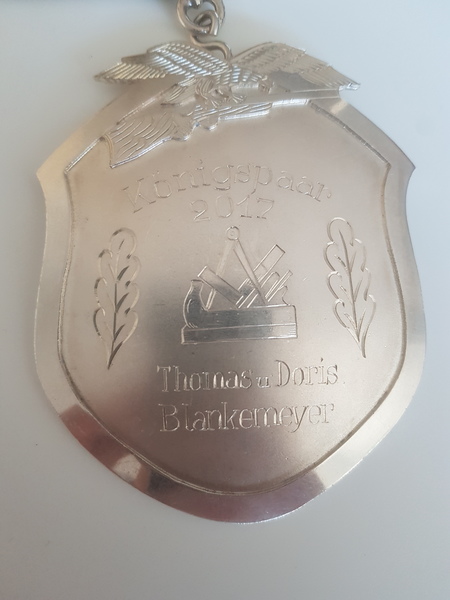 Königspaar
2017
Thomas u Doris
Blankemeyer